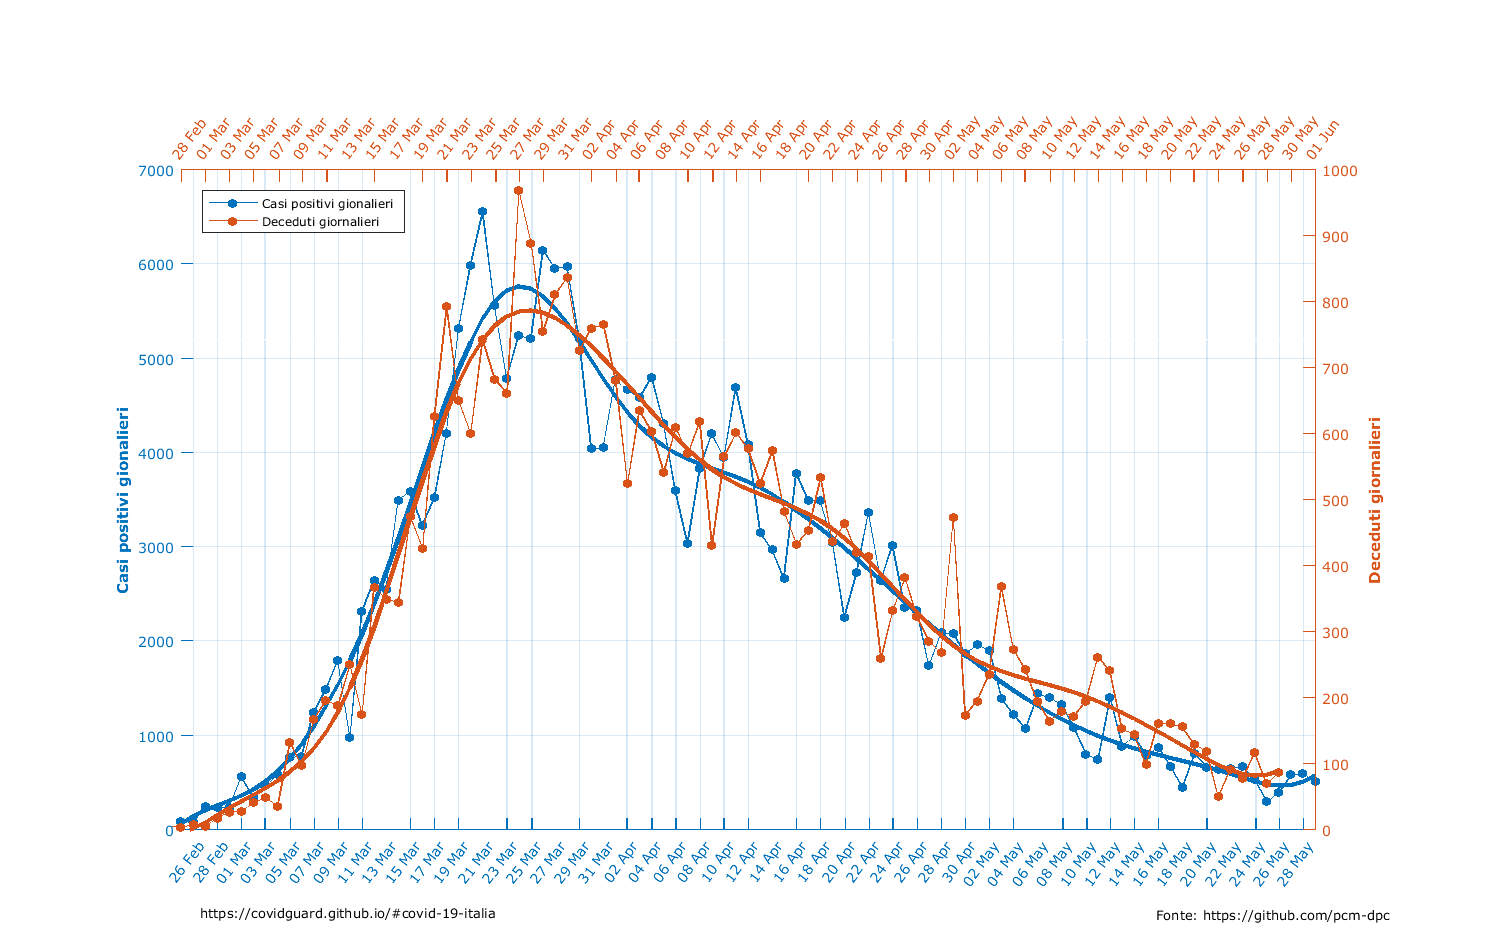 28 Feb 01 Mar 03 Mar 05 Mar 07 Mar 09 Mar 11 Mar 13 Mar 15 Mar 17 Mar 19 Mar 21 Mar 23 Mar 25 Mar 27 Mar 29 Mar 31 Mar 02 Apr 04 Apr 06 Apr 08 Apr 10 Apr 12 Apr 14 Apr 16 Apr 18 Apr 20 Apr 22 Apr 24 Apr 26 Apr 28 Apr 30 Apr 02 May 04 May 06 May 08 May 10 May 12 May 14 May 16 May 18 May 20 May 22 May 24 May 26 May 28 May 30 May 01 Jun
Casi positivi gionalieri
Deceduti giornalieri
7000
6000
5000
4000
3000
2000
1000
0
Casi positivi gionalieri
1000
900
800
700
600
500
400
300
200
100
0
Deceduti giornalieri
26 Feb 28 Feb 01 Mar 03 Mar 05 Mar 07 Mar 09 Mar 11 Mar 13 Mar 15 Mar 17 Mar 19 Mar 21 Mar 23 Mar 25 Mar 27 Mar 29 Mar 31 Mar 02 Apr 04 Apr 06 Apr 08 Apr 10 Apr 12 Apr 14 Apr 16 Apr 18 Apr 20 Apr 22 Apr 24 Apr 26 Apr 28 Apr 30 Apr 02 May 04 May 06 May 08 May 10 May 12 May 14 May 16 May 18 May 20 May 22 May 24 May 26 May 28 May
https://covidguard.github.io/#covid-19-italia
Fonte: https://github.com/pcm-dpc